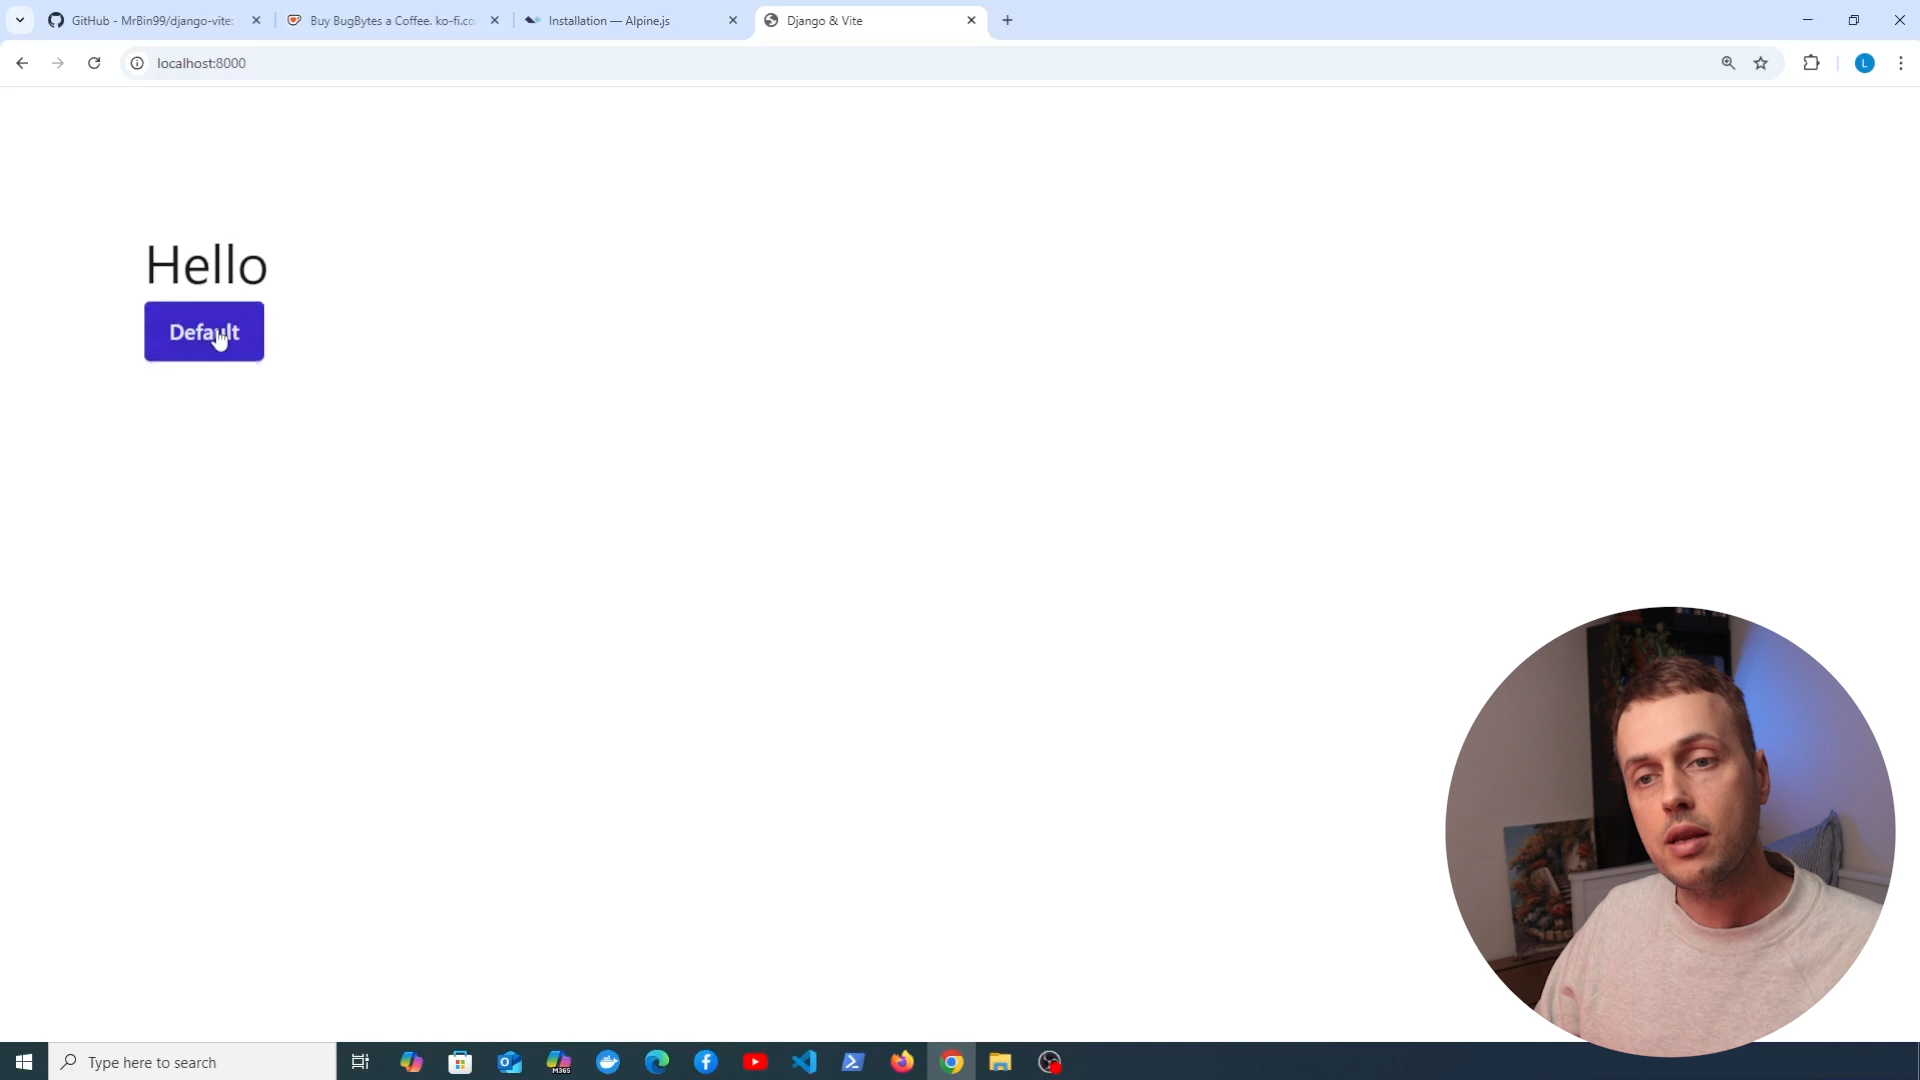 GitHub - MrBin99/django-vite:
Buy BugBytes a Coffee. ko-fi.co
Installation — Alpine.js
Django & Vite
localhost:8000
L
Hello
Default
Type here to search
M365